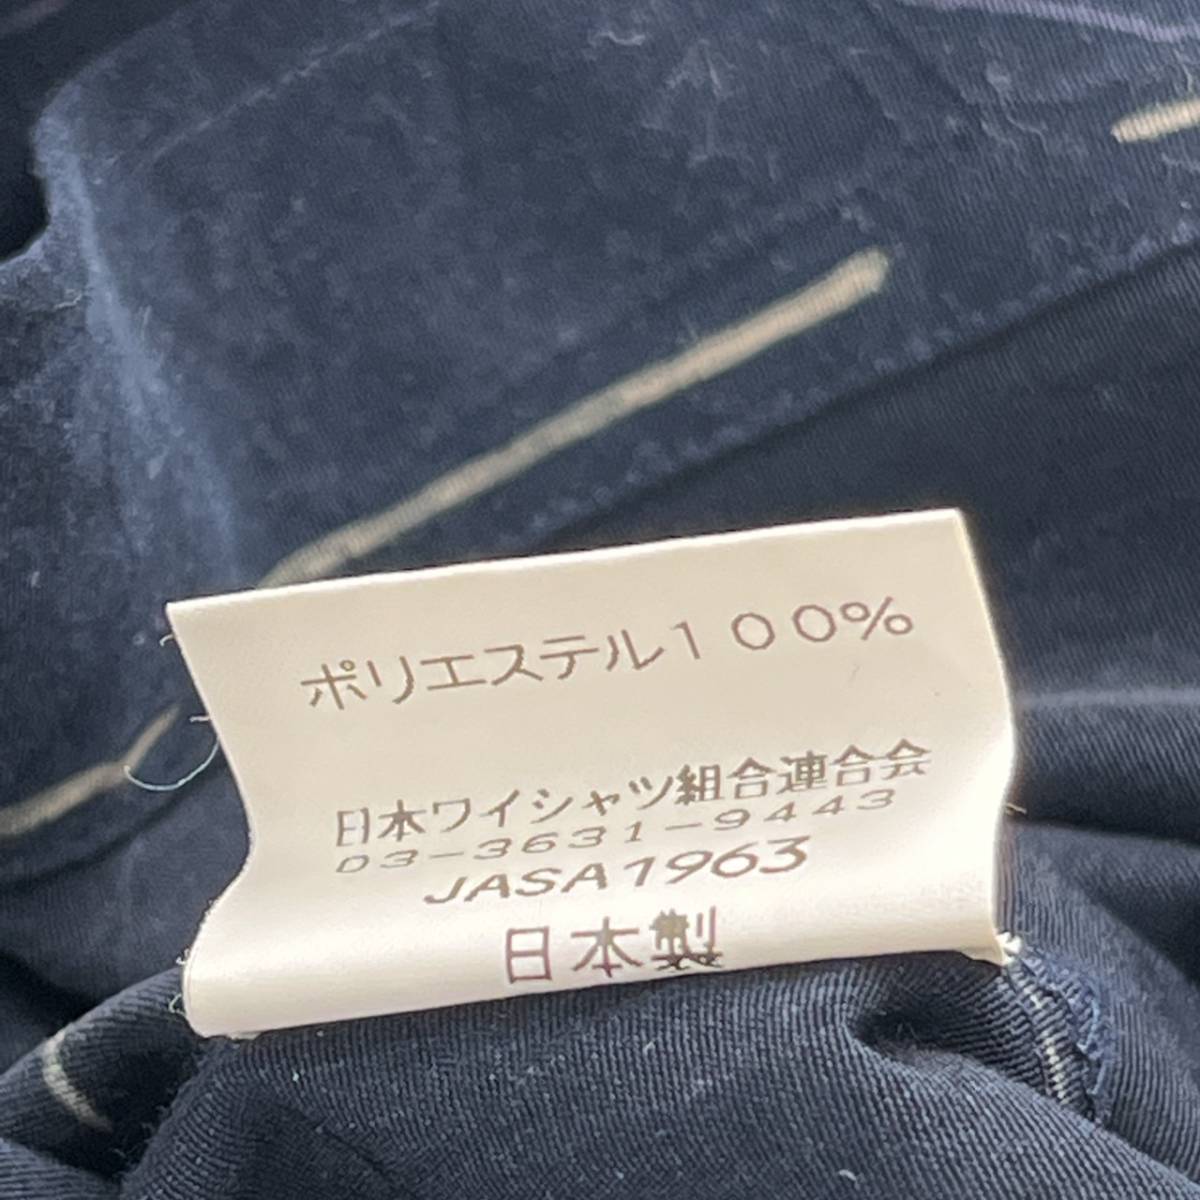 ポリエステル100%
日本ワイシャツ組合連合会
03-3631-9443
JASA1963
日本製